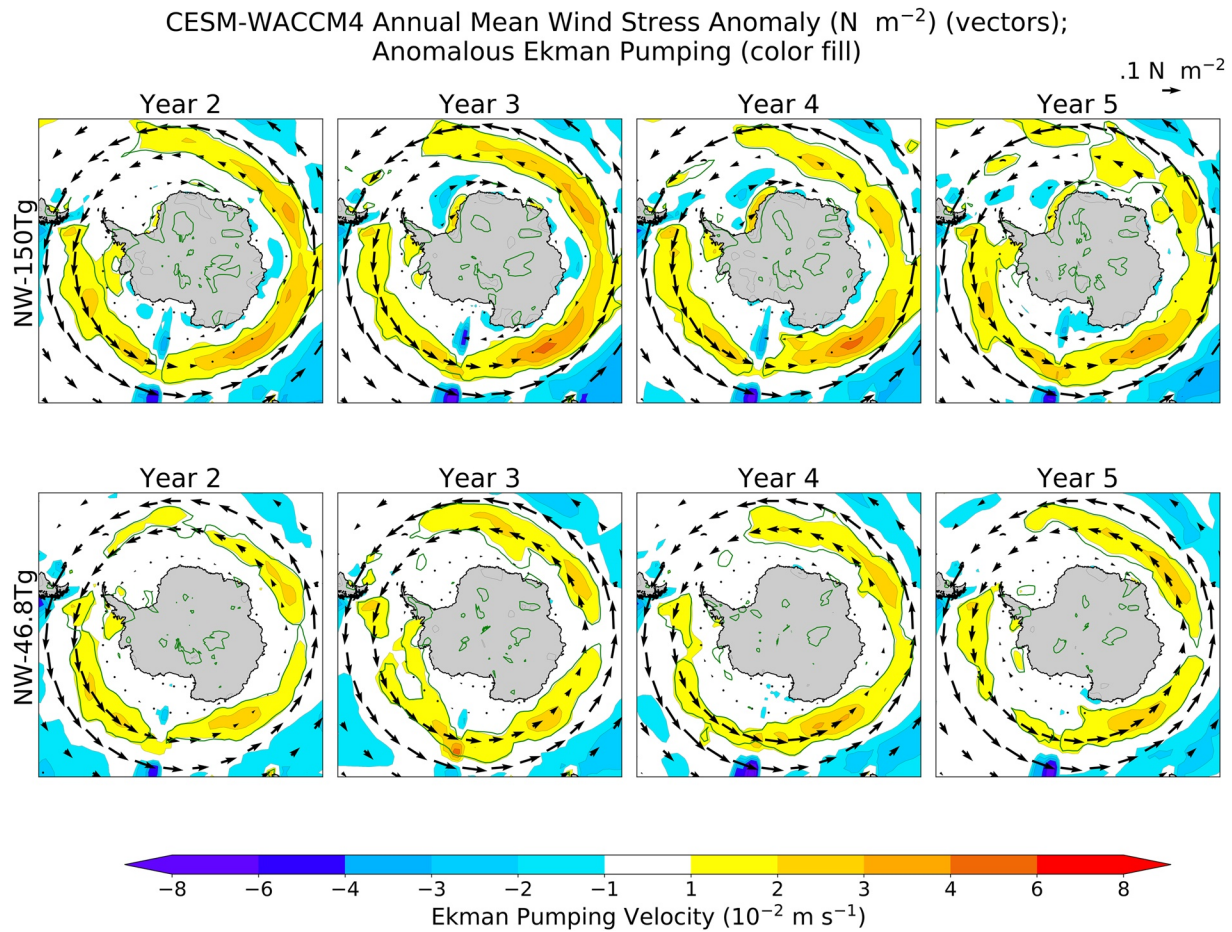 CESM-WACCM4 Annual Mean Wind Stress Anomaly (N m⁻²) (vectors);
Anomalous Ekman Pumping (color fill)
.1 N m⁻²
Year 2 Year 3 Year 4 Year 5
NW-150Tg
Year 2 Year 3 Year 4 Year 5
NW-46.8Tg
−8 −6 −4 −3 −2 −1 1 2 3 4 6 8
Ekman Pumping Velocity (10⁻² m s⁻¹)